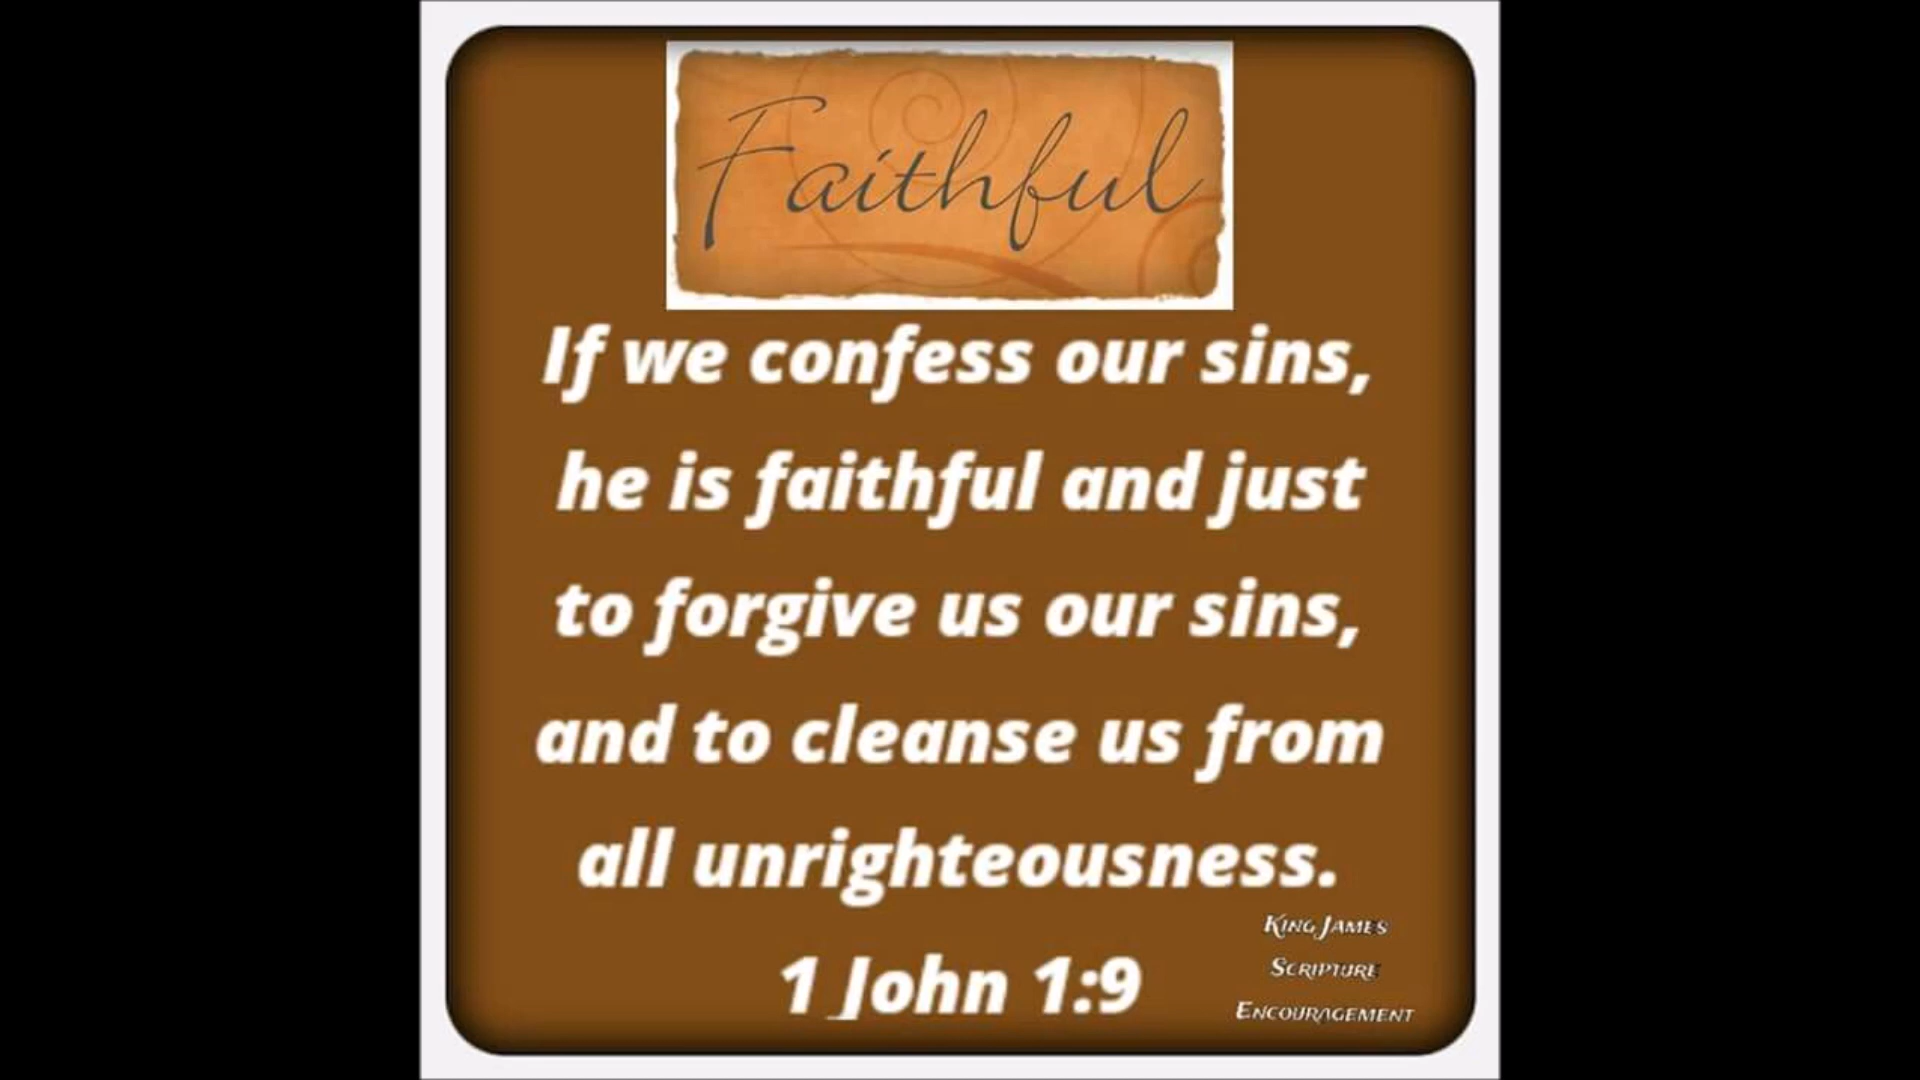 Faithful
If we confess our sins,
he is faithful and just
to forgive us our sins,
and to cleanse us from
all unrighteousness.
1 John 1:9
King James
Scripture
Encouragement